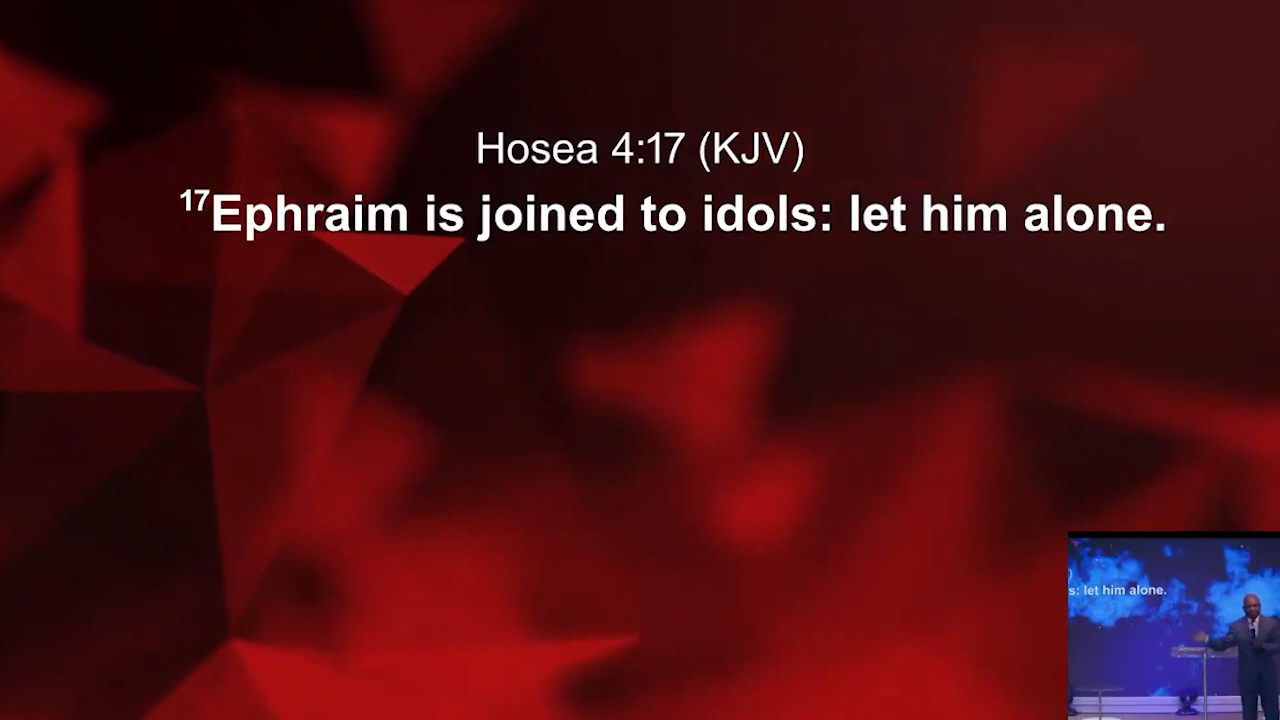 Hosea 4:17 (KJV)
17Ephraim is joined to idols: let him alone.
)
s: let him alone.